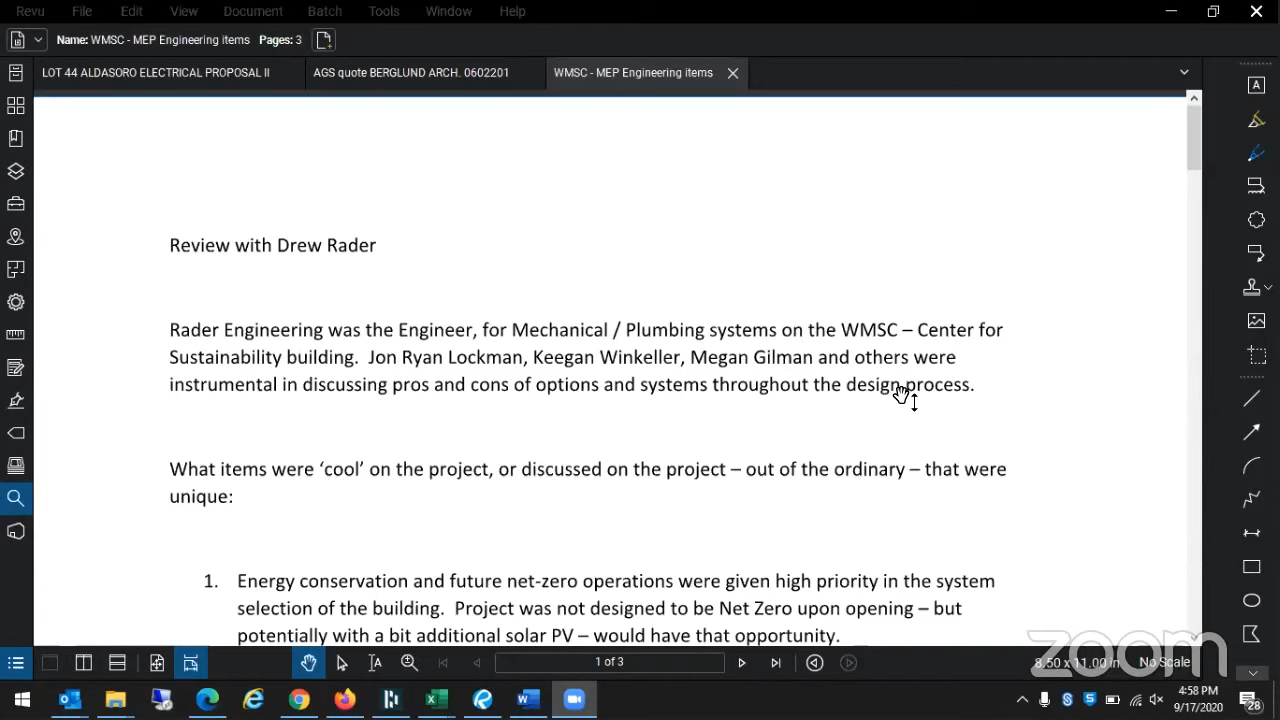 Revu File Edit View Document Batch Tools Window Help
Name: WMSC - MEP Engineering items Pages: 3
LOT 44 ALDASORO ELECTRICAL PROPOSAL II AGS quote BERGLUND ARCH. 0602201 WMSC - MEP Engineering items
Review with Drew Rader
Rader Engineering was the Engineer, for Mechanical / Plumbing systems on the WMSC – Center for
Sustainability building. Jon Ryan Lockman, Keegan Winkeller, Megan Gilman and others were
instrumental in discussing pros and cons of options and systems throughout the design process.
What items were ‘cool’ on the project, or discussed on the project – out of the ordinary – that were
unique:
1. Energy conservation and future net-zero operations were given high priority in the system
selection of the building. Project was not designed to be Net Zero upon opening – but
potentially with a bit additional solar PV – would have that opportunity.
1 of 3 8.50 x 11.00 in No Scale
zoom
4:58 PM
9/17/2020
28